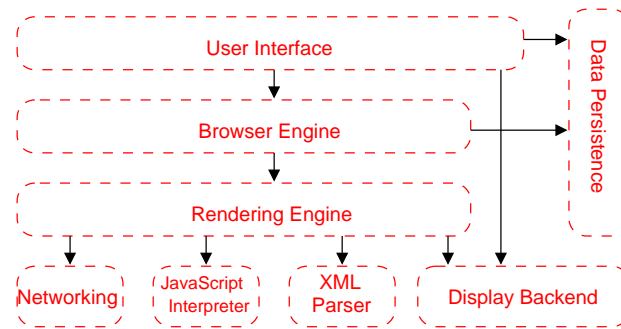 User Interface
Data Persistence
Browser Engine
Rendering Engine
Networking
JavaScript
Interpreter
XML
Parser
Display Backend